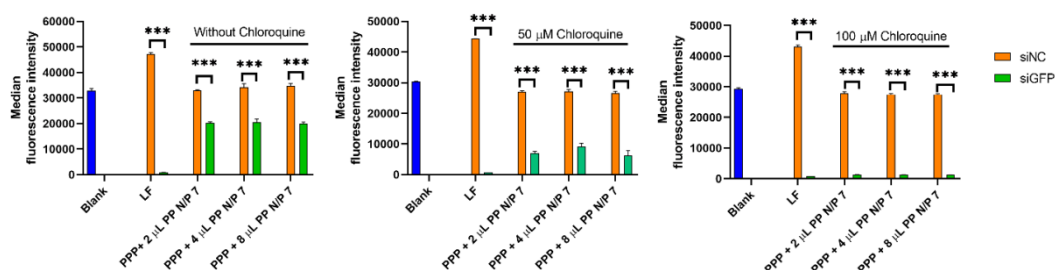 Median
fluorescence intensity
60000
50000
40000
30000
20000
10000
0
***
Without Chloroquine
***
***
***
Blank
LF
PPP+ 2 μL PP N/P 7
PPP + 4 μL PP N/P 7
PPP + 8 μL PP N/P 7
Median
fluorescence intensity
50000
40000
30000
20000
10000
0
***
50 μM Chloroquine
***
***
***
Blank
LF
PPP+ 2 μL PP N/P 7
PPP + 4 μL PP N/P 7
PPP + 8 μL PP N/P 7
Median
fluorescence intensity
50000
40000
30000
20000
10000
0
***
100 μM Chloroquine
***
***
***
Blank
LF
PPP+ 2 μL PP N/P 7
PPP + 4 μL PP N/P 7
PPP + 8 μL PP N/P 7
siNC
siGFP